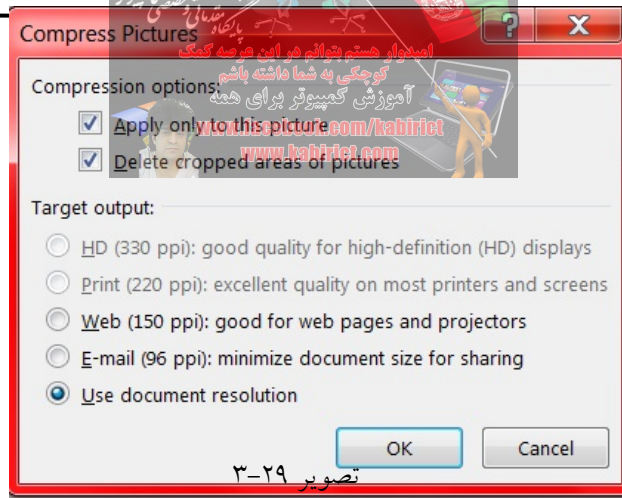 Compress Pictures
امیدوار هستم بتوانم در این عرصه کمک
کوچکی به شما داشته باشم
آموزش کمپیوتر برای همه
Compression options:
Apply only to this picture
www.kabirict.com
Delete cropped areas of pictures
Target output:
HD (330 ppi): good quality for high-definition (HD) displays
Print (220 ppi): excellent quality on most printers and screens
Web (150 ppi): good for web pages and projectors
E-mail (96 ppi): minimize document size for sharing
Use document resolution
OK
Cancel
تصویر ۲۹-۳